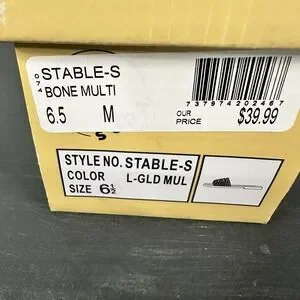 074
STABLE-S
BONE MULTI
6.5 M
737974202467
OUR
PRICE
$39.99
STYLE NO. STABLE-S
COLOR L-GLD MUL
SIZE 6½